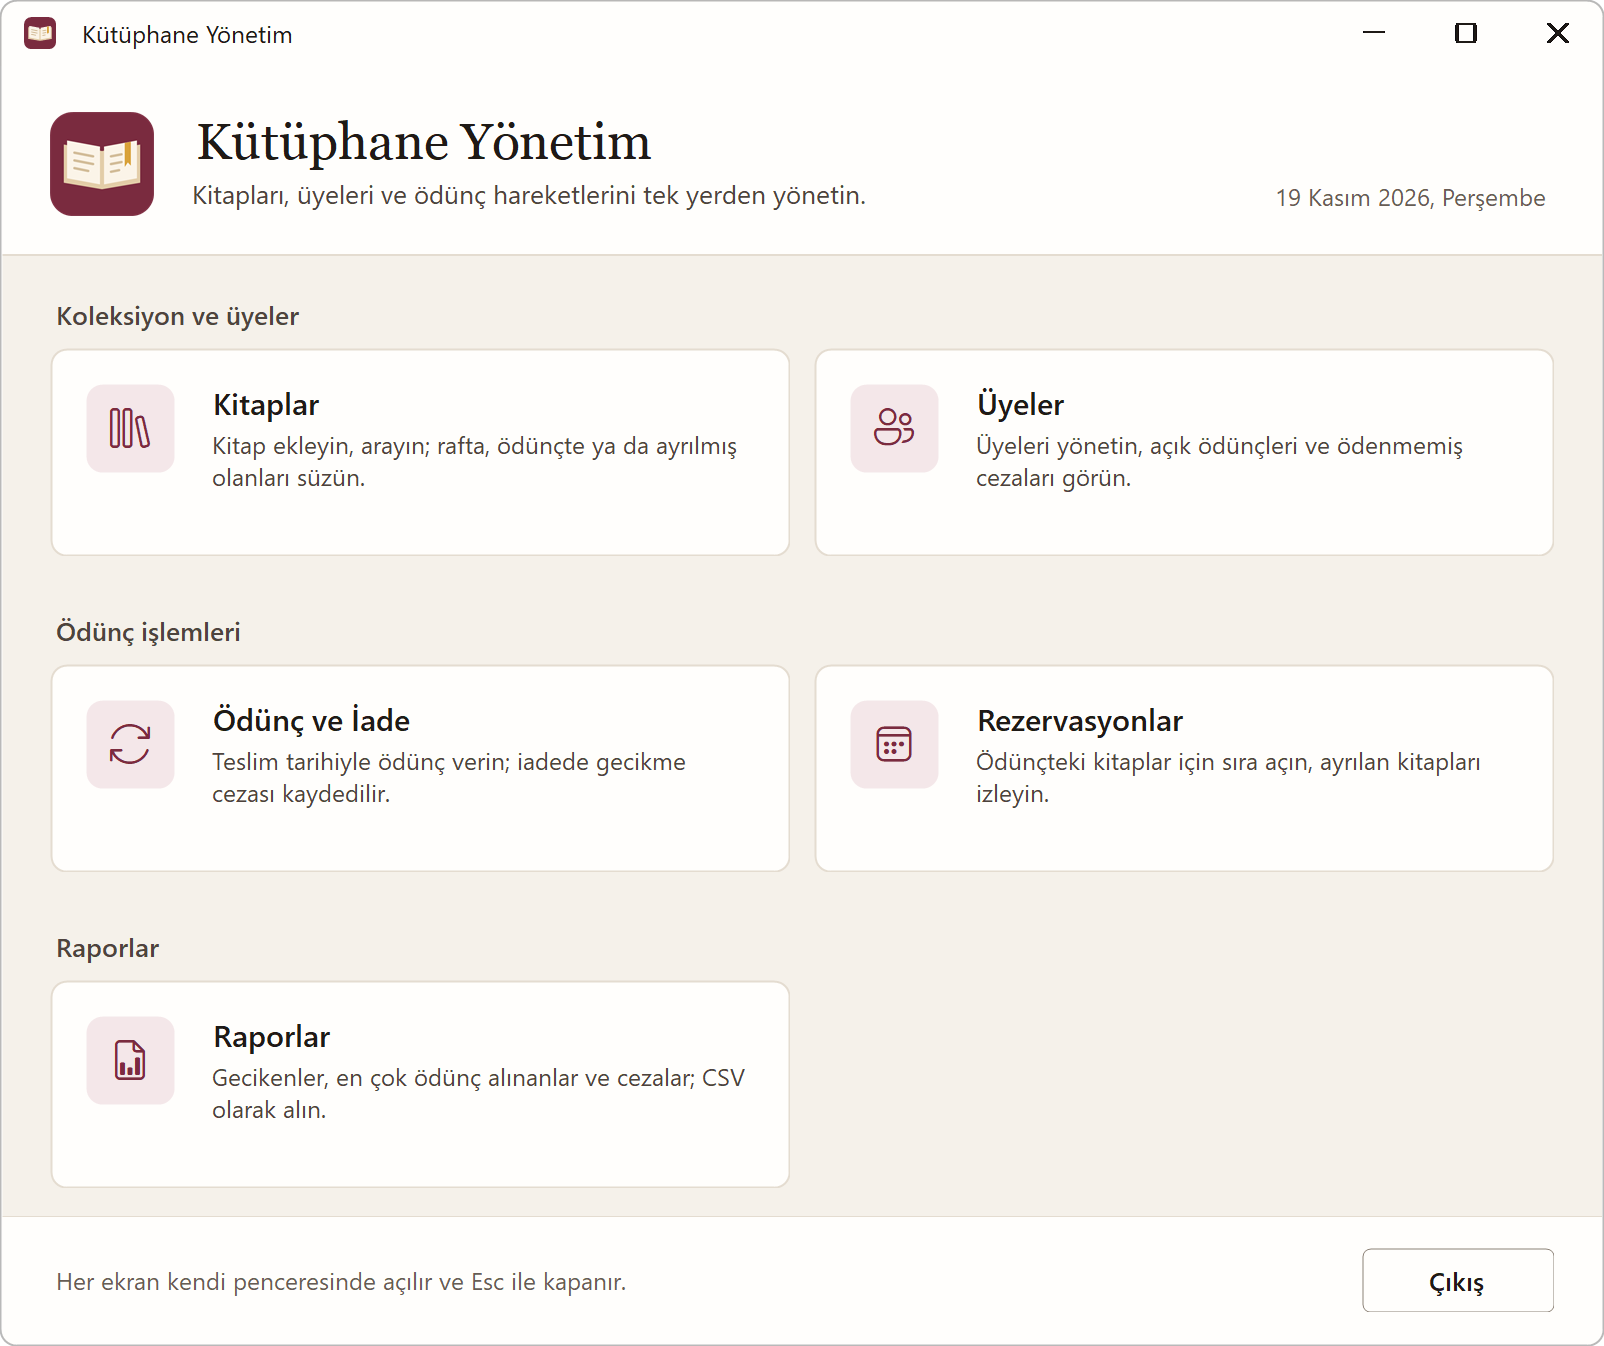 Kütüphane Yönetim
Kütüphane Yönetim
Kitapları, üyeleri ve ödünç hareketlerini tek yerden yönetin.
19 Kasım 2026, Perşembe
Koleksiyon ve üyeler
Kitaplar
Kitap ekleyin, arayın; rafta, ödünçte ya da ayrılmış
olanları süzün.
Üyeler
Üyeleri yönetin, açık ödünçleri ve ödenmemiş
cezaları görün.
Ödünç işlemleri
Ödünç ve İade
Teslim tarihiyle ödünç verin; iadede gecikme
cezası kaydedilir.
Rezervasyonlar
Ödünçteki kitaplar için sıra açın, ayrılan kitapları
izleyin.
Raporlar
Raporlar
Gecikenler, en çok ödünç alınanlar ve cezalar; CSV
olarak alın.
Her ekran kendi penceresinde açılır ve Esc ile kapanır.
Çıkış